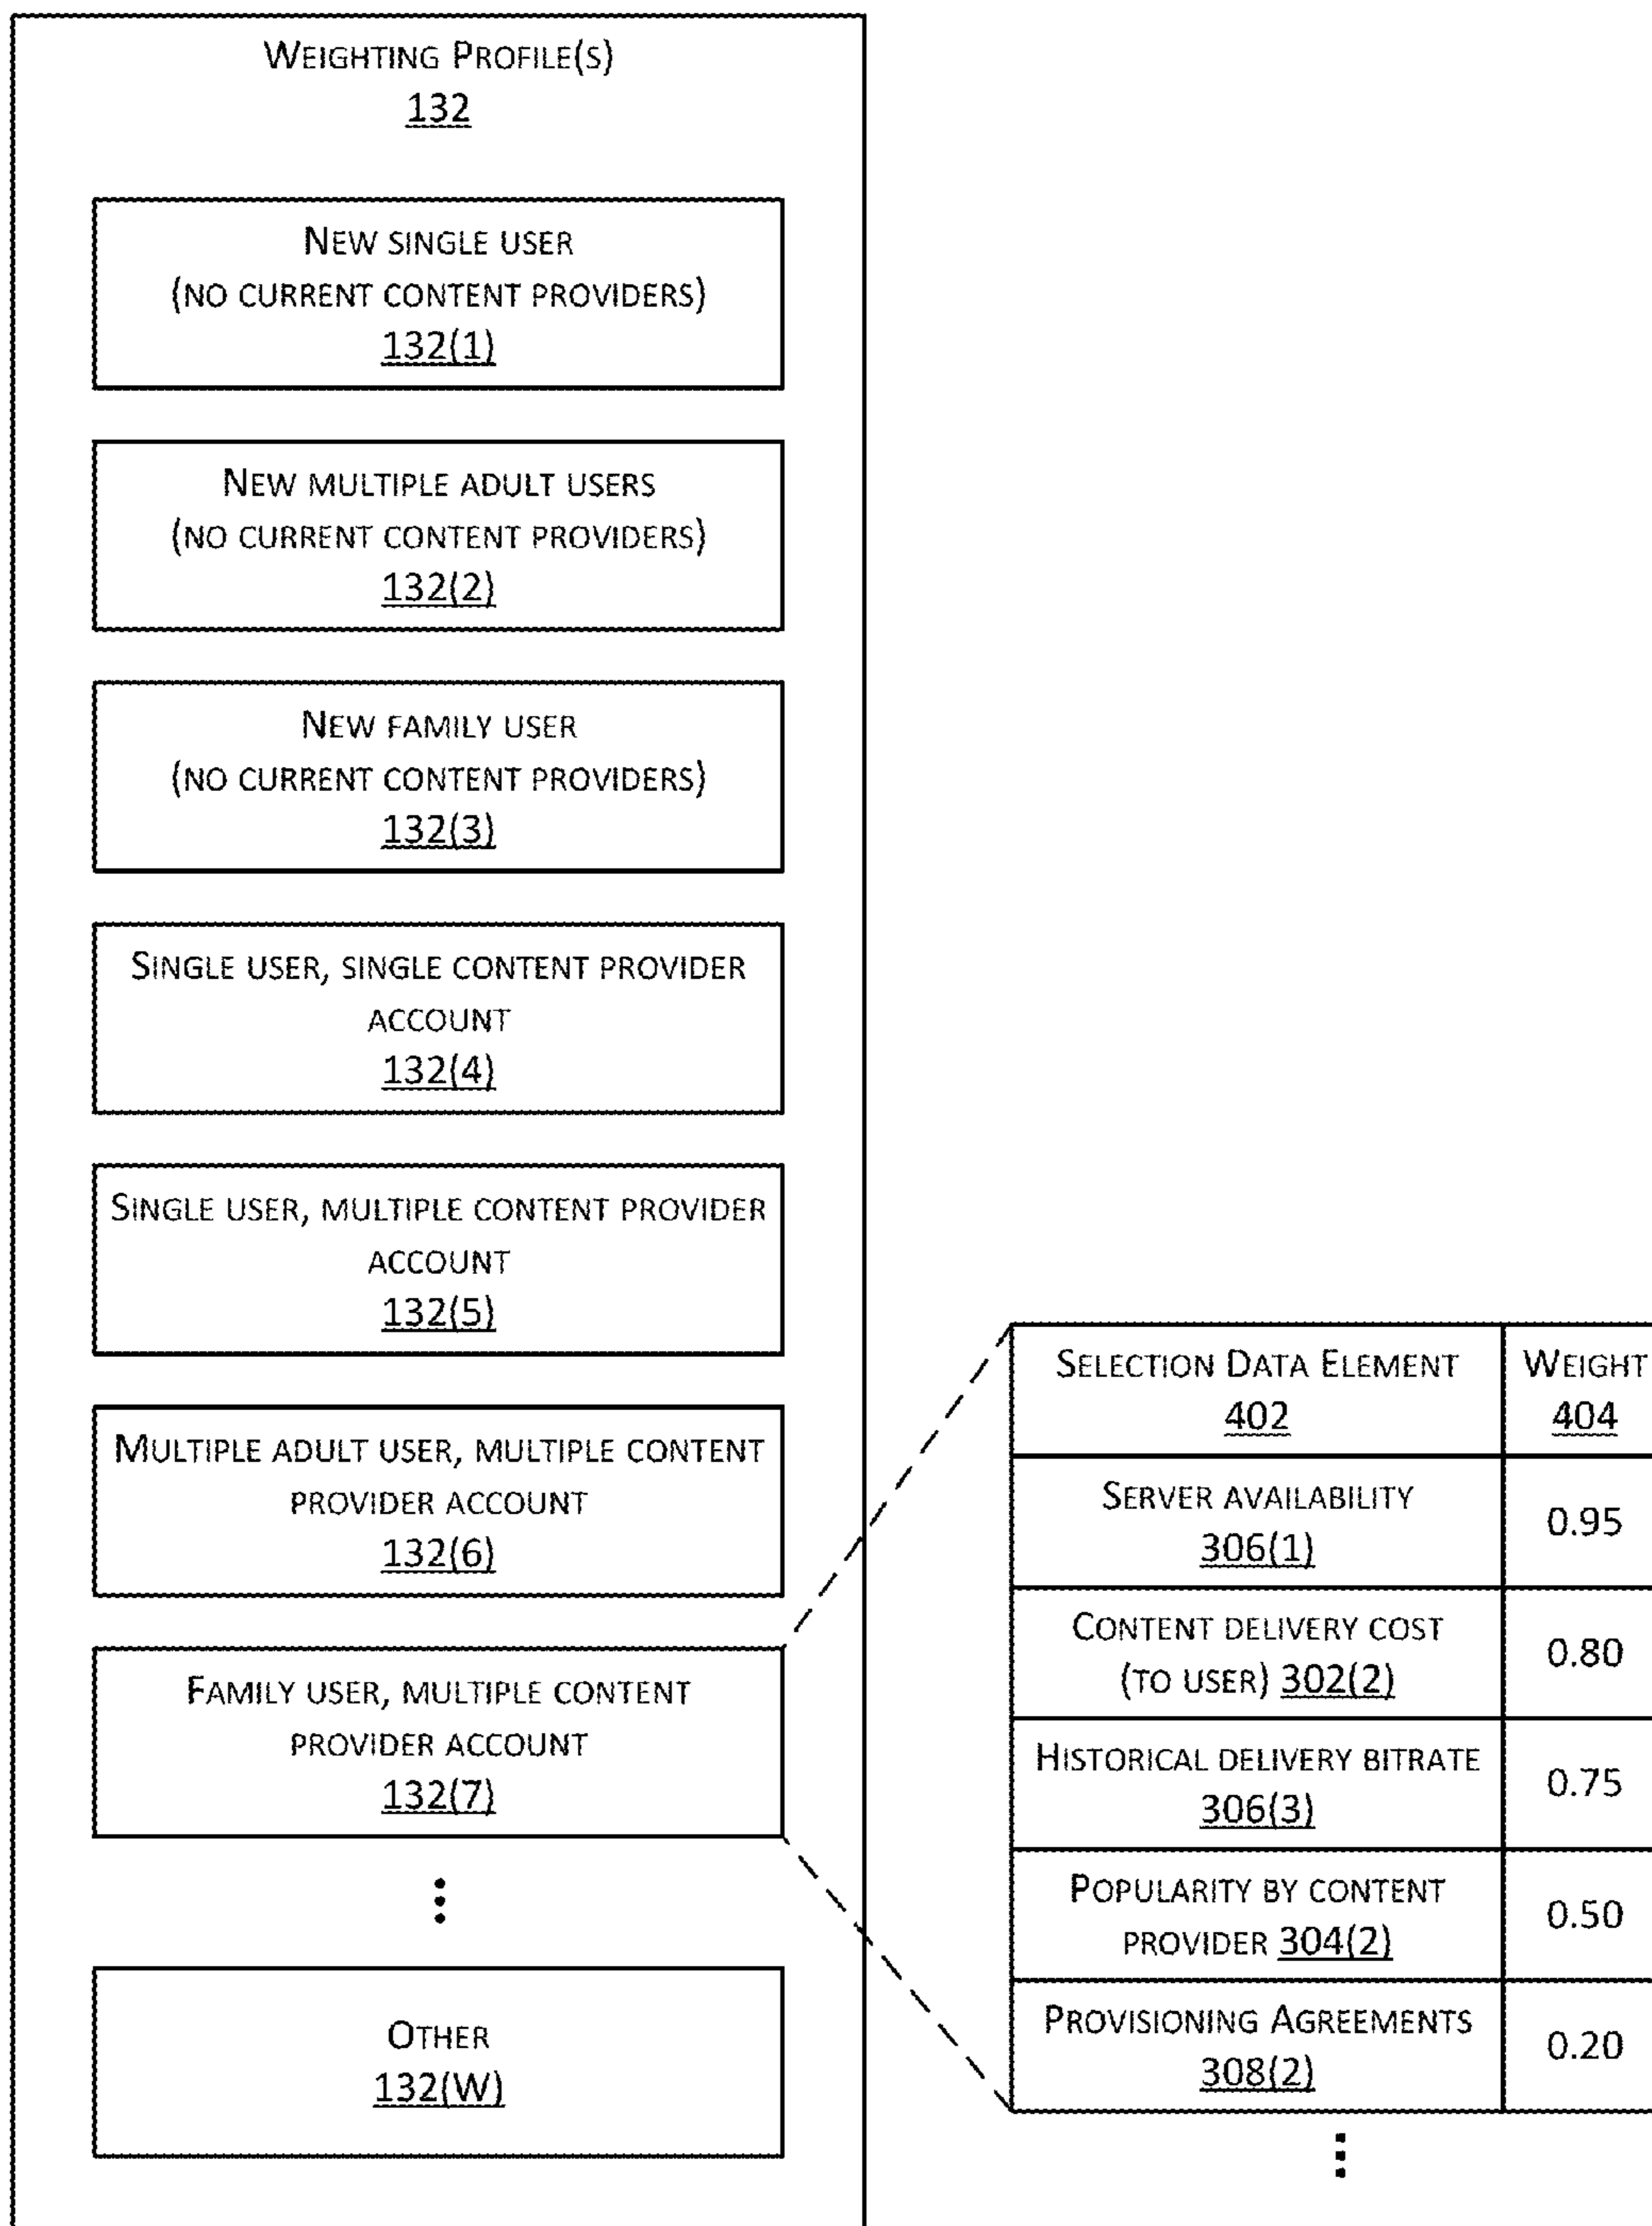 WEIGHTING PROFILE(S)
132
NEW SINGLE USER
(NO CURRENT CONTENT PROVIDERS)
132(1)
NEW MULTIPLE ADULT USERS
(NO CURRENT CONTENT PROVIDERS)
132(2)
NEW FAMILY USER
(NO CURRENT CONTENT PROVIDERS)
132(3)
SINGLE USER, SINGLE CONTENT PROVIDER
ACCOUNT
132(4)
SINGLE USER, MULTIPLE CONTENT PROVIDER
ACCOUNT
132(5)
MULTIPLE ADULT USER, MULTIPLE CONTENT
PROVIDER ACCOUNT
132(6)
FAMILY USER, MULTIPLE CONTENT
PROVIDER ACCOUNT
132(7)
OTHER
132(W)
SELECTION DATA ELEMENT
402
WEIGHT
404
SERVER AVAILABILITY
306(1)
0.95
CONTENT DELIVERY COST
(TO USER) 302(2)
0.80
HISTORICAL DELIVERY BITRATE
306(3)
0.75
POPULARITY BY CONTENT
PROVIDER 304(2)
0.50
PROVISIONING AGREEMENTS
308(2)
0.20